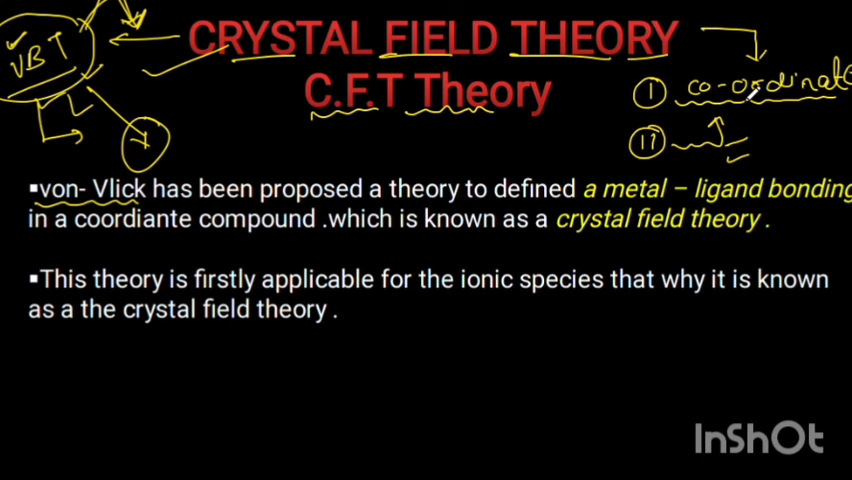 CRYSTAL FIELD THEORY
VBT
C.F.T Theory
① co-ordinate
②
▪von- Vlick has been proposed a theory to defined a metal – ligand bonding
in a coordiante compound .which is known as a crystal field theory .
▪This theory is firstly applicable for the ionic species that why it is known
as a the crystal field theory .
InShOt